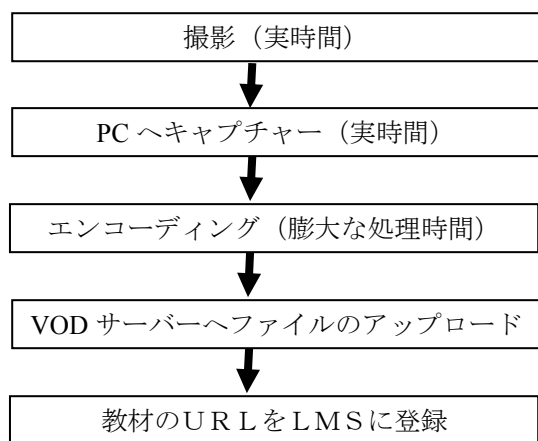 撮影（実時間）
PC へキャプチャー（実時間）
エンコーディング（膨大な処理時間）
VOD サーバーへファイルのアップロード
教材のＵＲＬをＬＭＳに登録